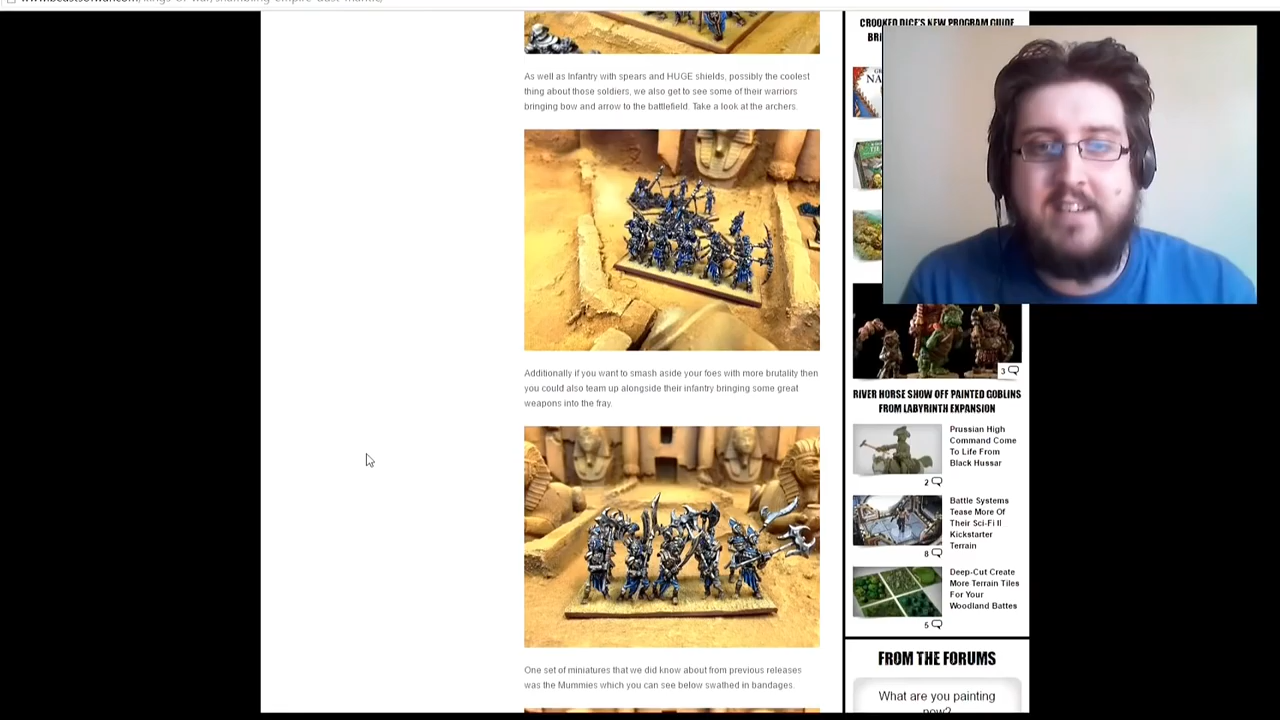 As well as Infantry with spears and HUGE shields, possibly the coolest
thing about those soldiers, we also get to see some of their warriors
bringing bow and arrow to the battlefield. Take a look at the archers.
Additionally if you want to smash aside your foes with more brutality then
you could also team up alongside their infantry bringing some great
weapons into the fray.
One set of miniatures that we did know about from previous releases
was the Mummies which you can see below swathed in bandages.
CROOKED DICE'S NEW PROGRAM GUIDE
3
RIVER HORSE SHOW OFF PAINTED GOBLINS
FROM LABYRINTH EXPANSION
Prussian High
Command Come
To Life From
Black Hussar
2
Battle Systems
Tease More Of
Their Sci-Fi II
Kickstarter
Terrain
8
Deep-Cut Create
More Terrain Tiles
For Your
Woodland Battes
5
FROM THE FORUMS
What are you painting
now?